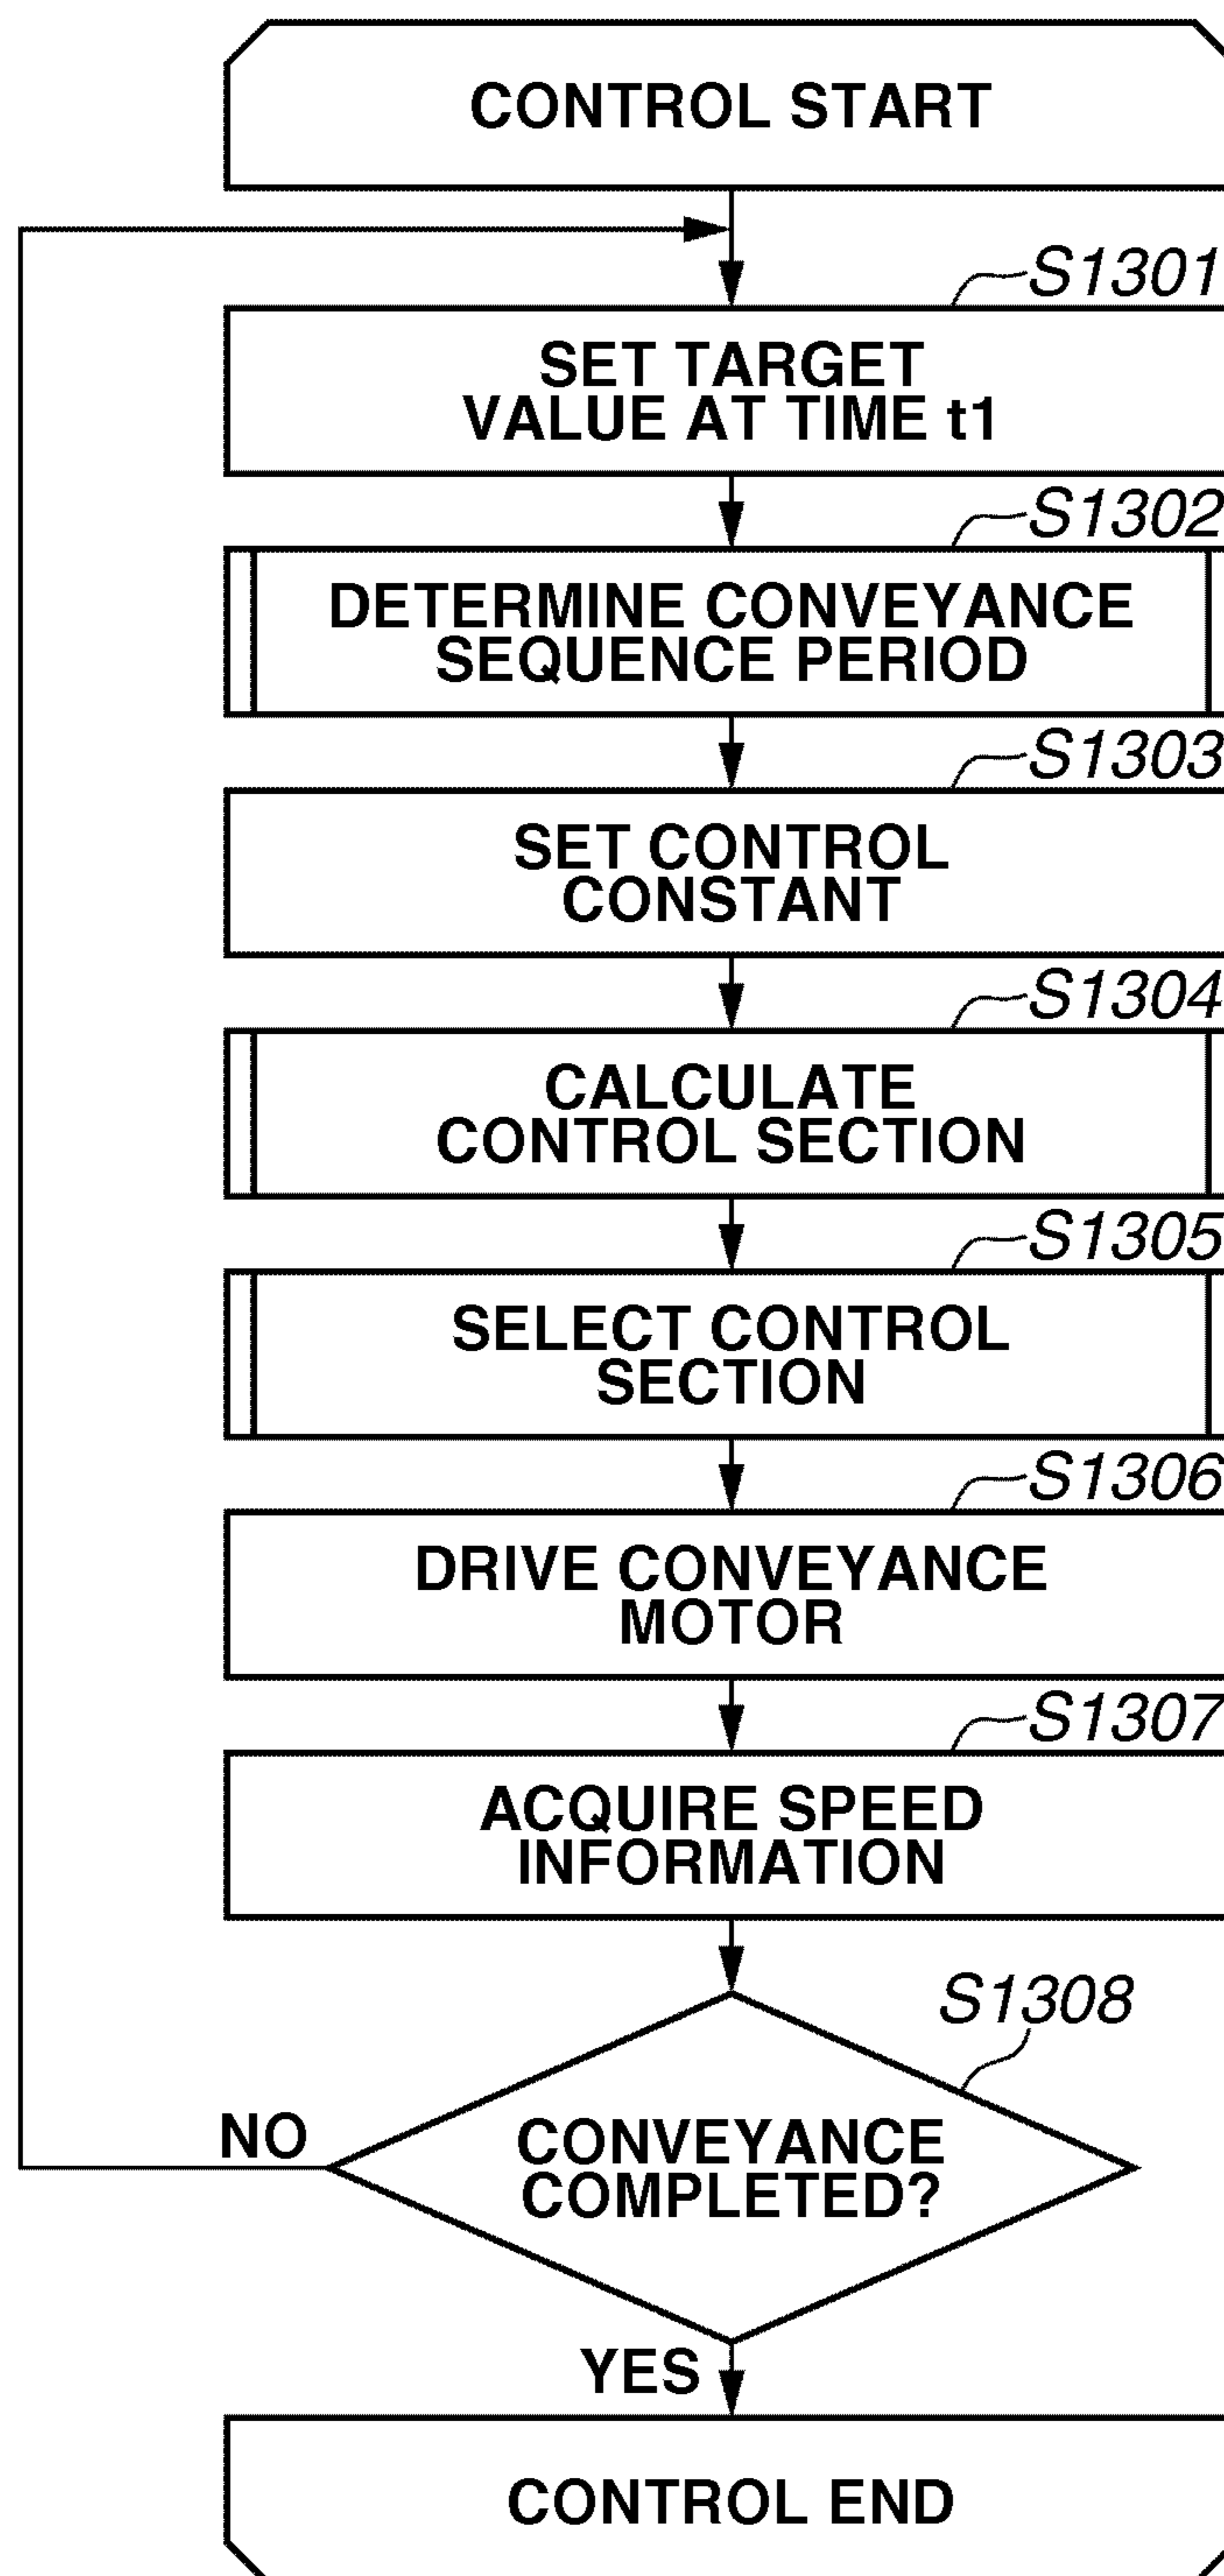 CONTROL START
S1301
SET TARGET
VALUE AT TIME t1
S1302
DETERMINE CONVEYANCE
SEQUENCE PERIOD
S1303
SET CONTROL
CONSTANT
S1304
CALCULATE
CONTROL SECTION
S1305
SELECT CONTROL
SECTION
S1306
DRIVE CONVEYANCE
MOTOR
S1307
ACQUIRE SPEED
INFORMATION
S1308
NO
CONVEYANCE
COMPLETED?
YES
CONTROL END